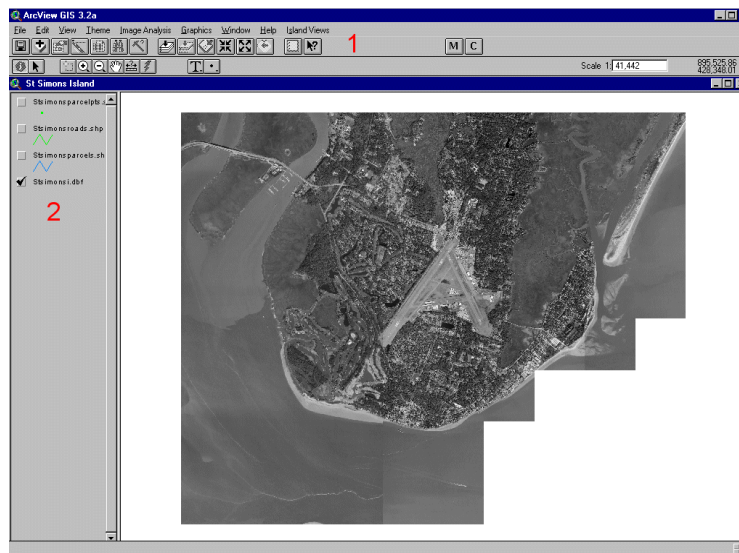 ArcView GIS 3.2a
File Edit View Theme Image Analysis Graphics Window Help Island Views
1
M C
T
Scale 1: 41,442
895,525.86
428,348.01
St Simons Island
Stsimonsparcelpts.
Stsimonsroads.shp
Stsimonsparcels.sh
Stsimonsi.dbf
2